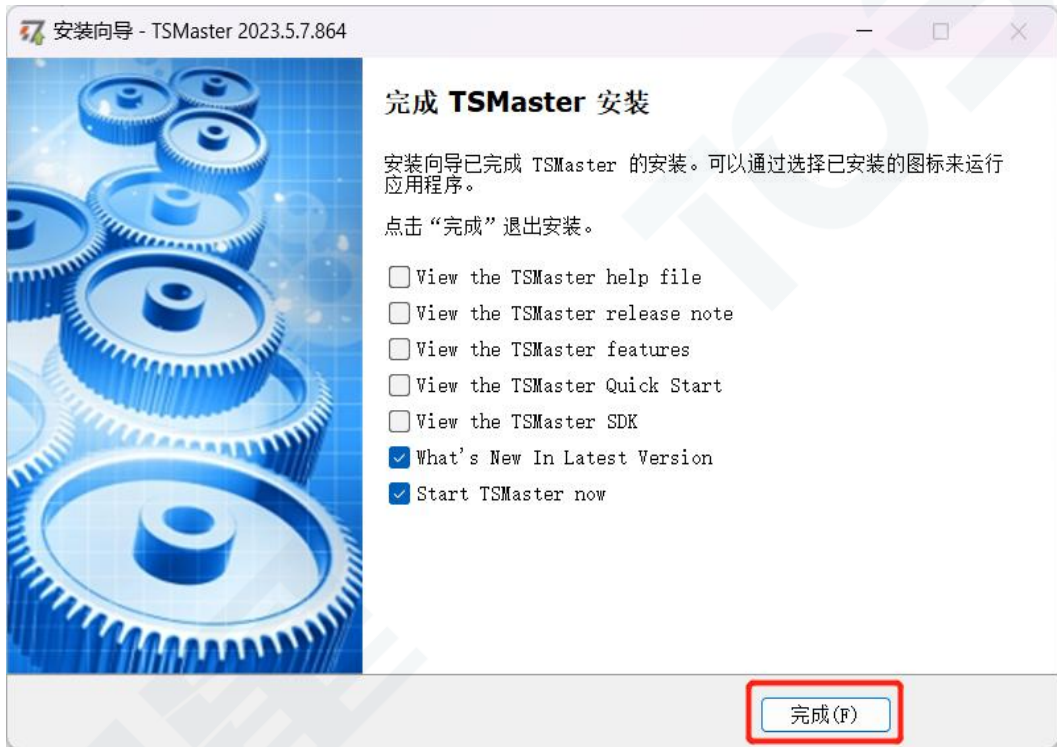 安装向导 - TSMaster 2023.5.7.864
完成 TSMaster 安装
安装向导已完成 TSMaster 的安装。可以通过选择已安装的图标来运行
应用程序。
点击“完成”退出安装。
View the TSMaster help file
View the TSMaster release note
View the TSMaster features
View the TSMaster Quick Start
View the TSMaster SDK
What's New In Latest Version
Start TSMaster now
完成(F)